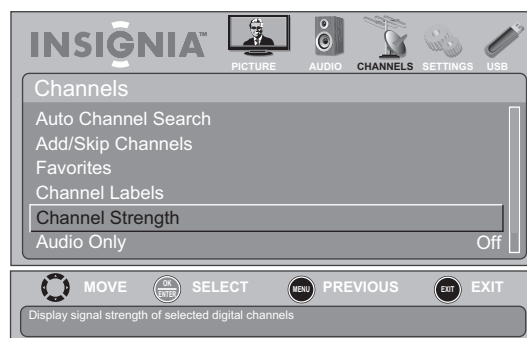 INSIGNIA™
PICTURE AUDIO CHANNELS SETTINGS USB
Channels
Auto Channel Search
Add/Skip Channels
Favorites
Channel Labels
Channel Strength
Audio Only Off
MOVE OK ENTER SELECT MENU PREVIOUS EXIT EXIT
Display signal strength of selected digital channels